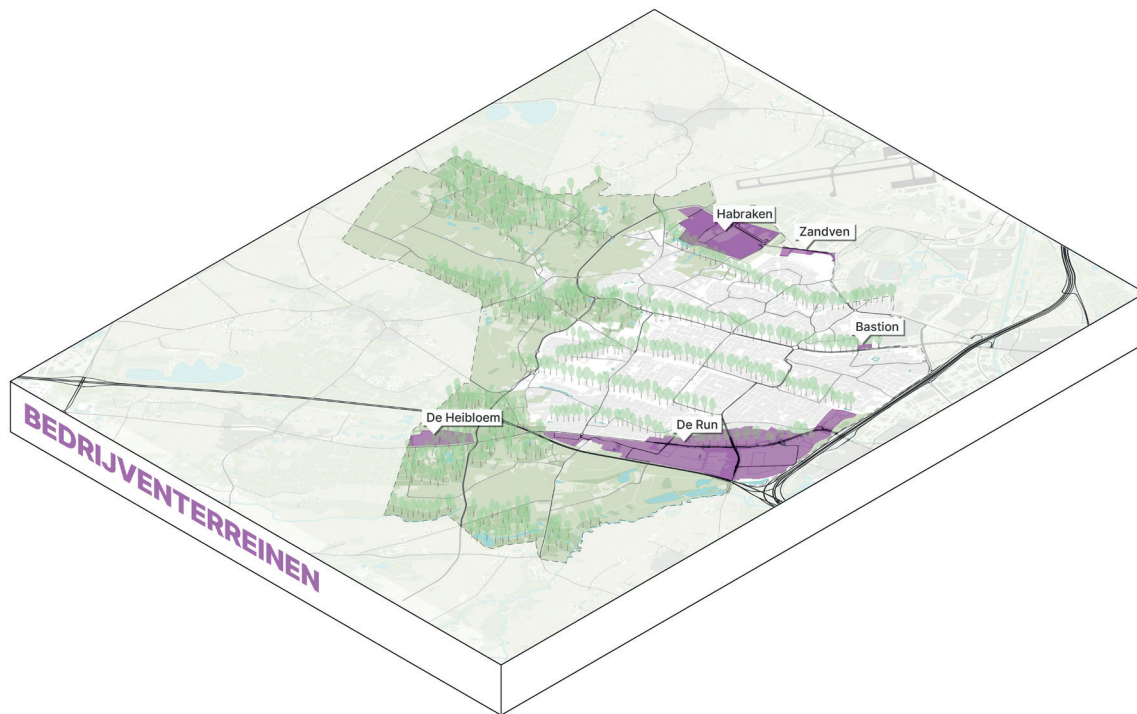 Habraken
Zandven
Bastion
De Heibloem
De Run
BEDRIJVENTERREINEN